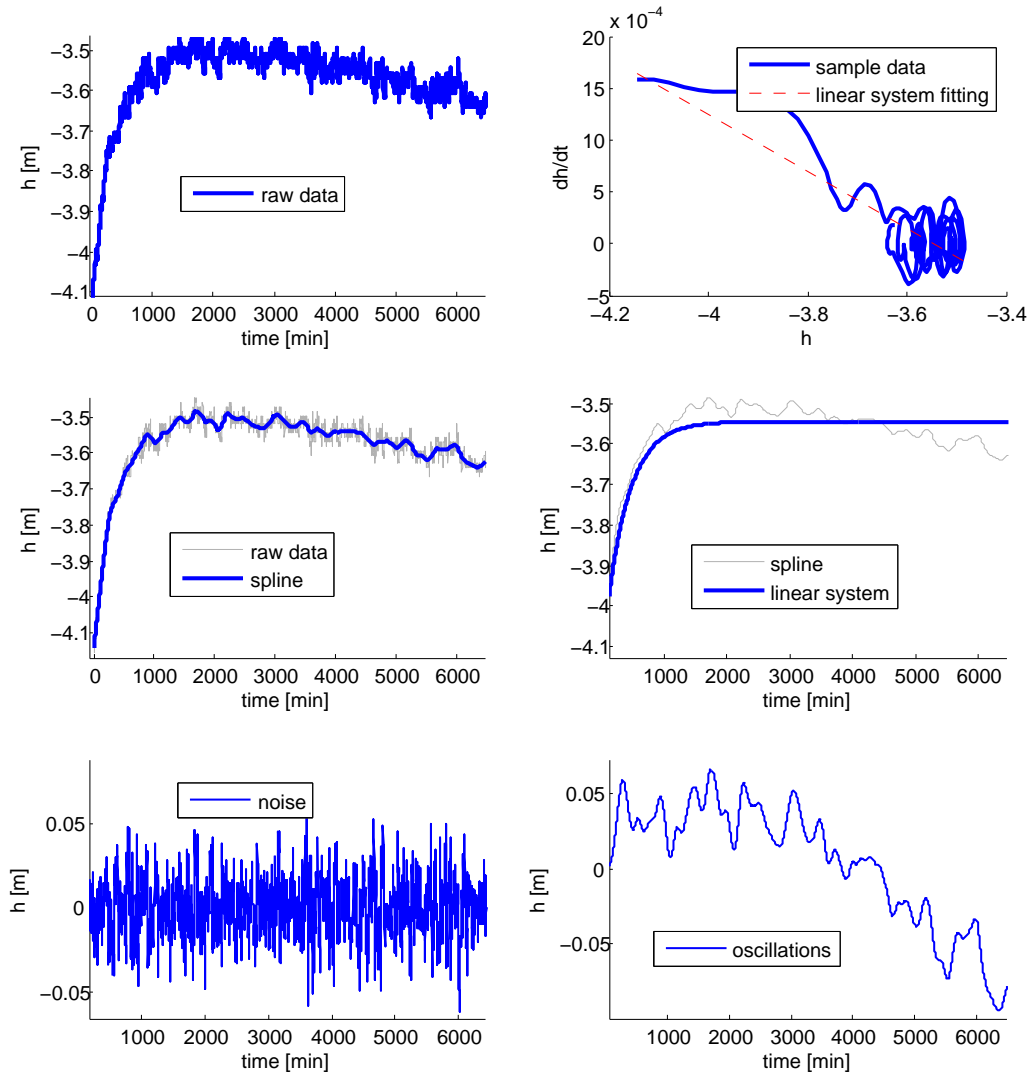 −3.5
−3.6
−3.7
−3.8
−3.9
−4
−4.1
h [m]
raw data
0 1000 2000 3000 4000 5000 6000
time [min]
x 10−4
20
15
10
5
0
−5
dh/dt
sample data
linear system fitting
−4.2 −4 −3.8 −3.6 −3.4
h
−3.5
−3.6
−3.7
−3.8
−3.9
−4
−4.1
h [m]
raw data
spline
0 1000 2000 3000 4000 5000 6000
time [min]
−3.5
−3.6
−3.7
−3.8
−3.9
−4
−4.1
h [m]
spline
linear system
1000 2000 3000 4000 5000 6000
time [min]
noise
0.05
0
−0.05
h [m]
1000 2000 3000 4000 5000 6000
time [min]
0.05
0
−0.05
h [m]
oscillations
1000 2000 3000 4000 5000 6000
time [min]